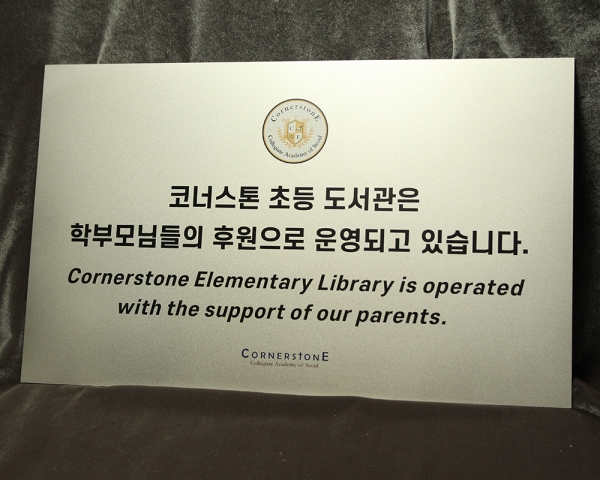 CornerstonE
Collegiate Academy of Seoul
코너스톤 초등 도서관은
학부모님들의 후원으로 운영되고 있습니다.
Cornerstone Elementary Library is operated
with the support of our parents.
CORNERSTONE
Collegiate Academy of Seoul